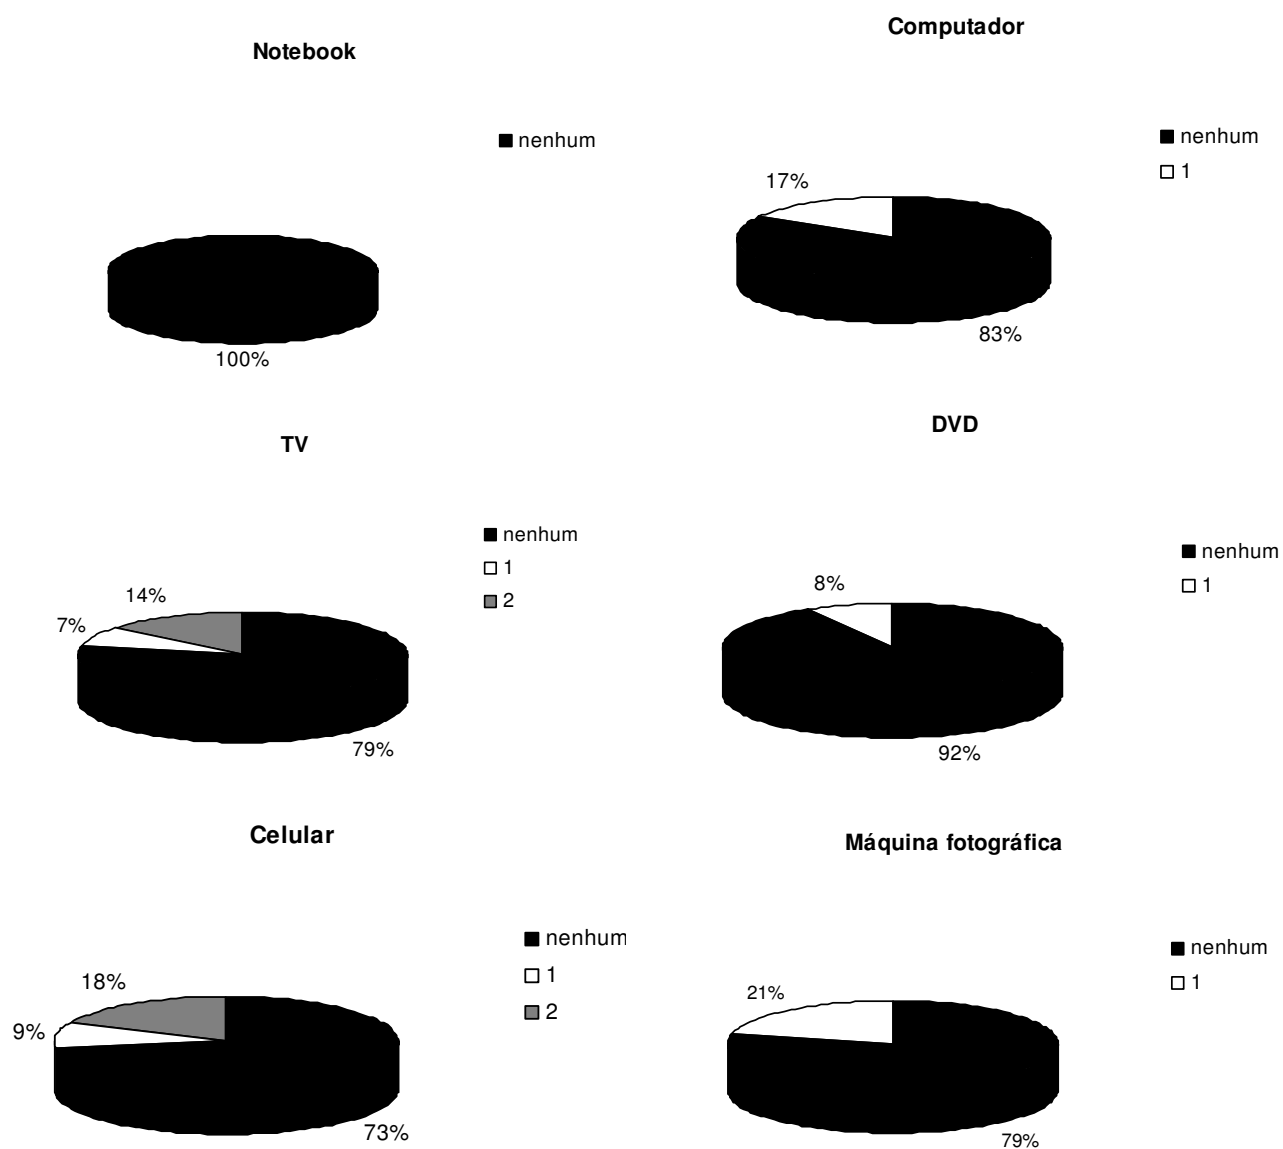 Notebook
nenhum
100%
Computador
nenhum
1
17%
83%
TV
nenhum
1
2
14%
7%
79%
DVD
nenhum
1
8%
92%
Celular
nenhum
1
2
18%
9%
73%
Máquina fotográfica
nenhum
1
21%
79%